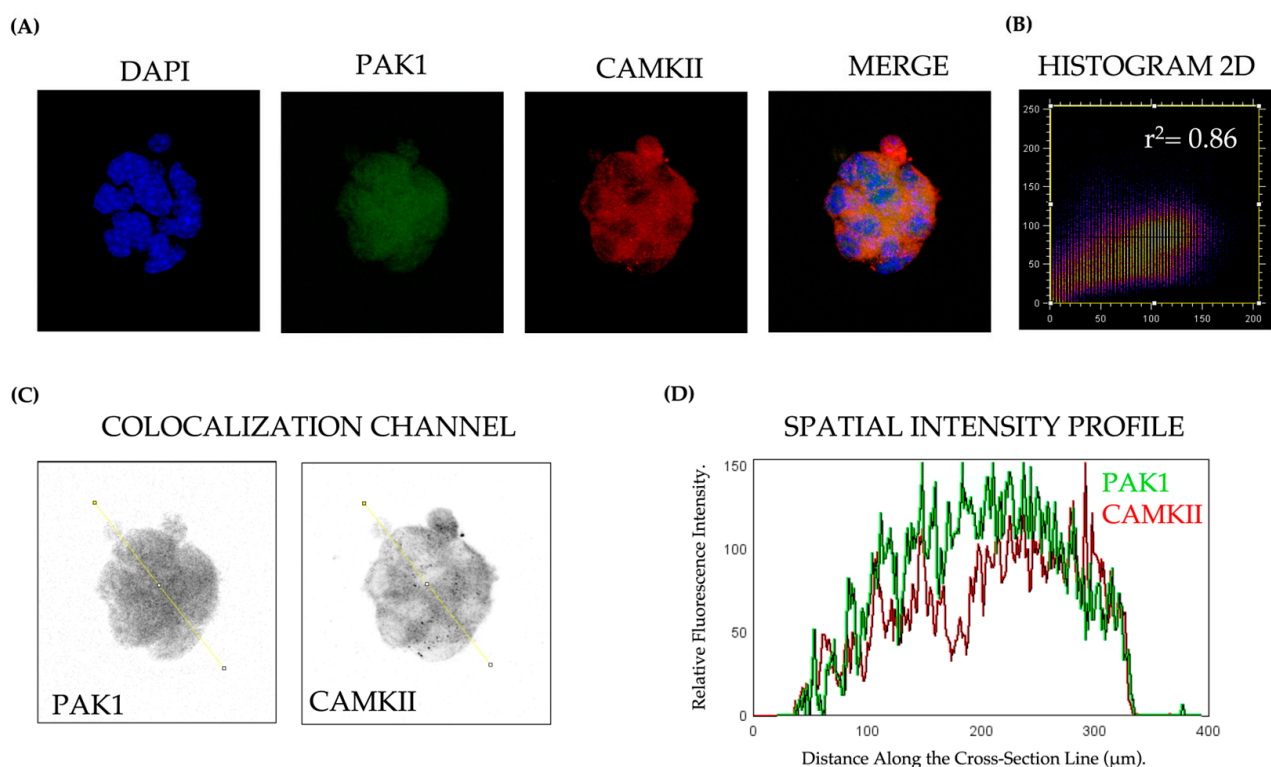 (A)
(B)
DAPI
PAK1
CAMKII
MERGE
HISTOGRAM 2D
r²= 0.86
250
200
150
100
50
0
0 50 100 150 200
(C)
(D)
COLOCALIZATION CHANNEL
SPATIAL INTENSITY PROFILE
PAK1
CAMKII
Relative Fluorescence Intensity.
150
100
50
0
PAK1
CAMKII
0 100 200 300 400
Distance Along the Cross-Section Line (µm).